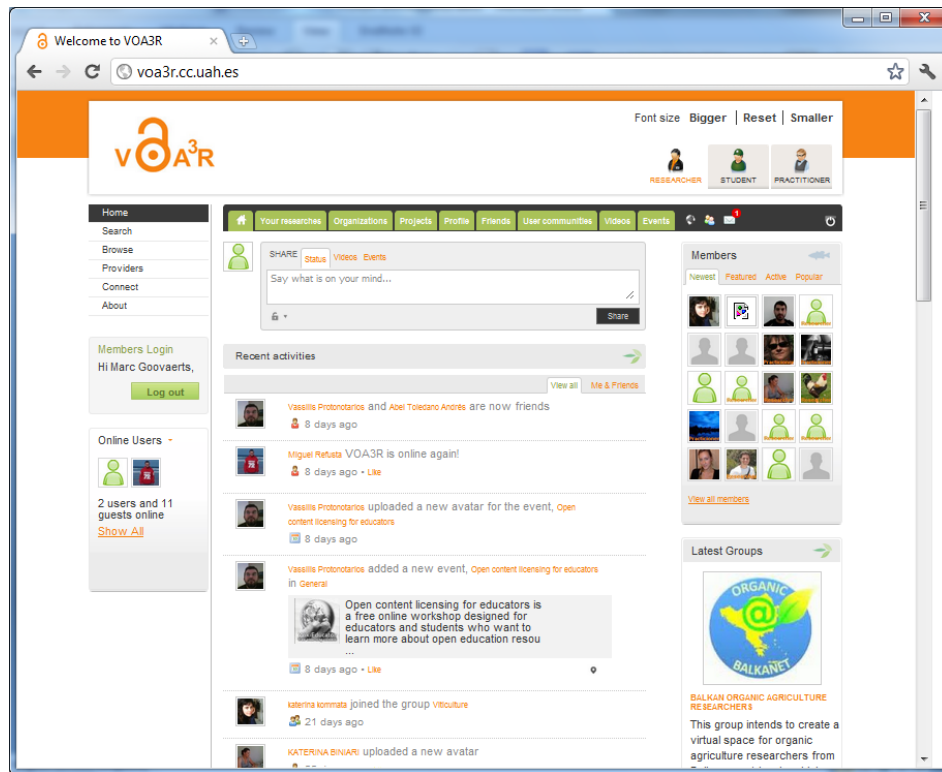 Welcome to VOA3R
voa3r.cc.uah.es
Font size Bigger | Reset | Smaller
VOA3R
RESEARCHER STUDENT PRACTITIONER
Home
Search
Browse
Providers
Connect
About
Members Login
Hi Marc Goovaerts,
Log out
Online Users
2 users and 11
guests online
Show All
Your researches Organizations Projects Profile Friends User communities Videos Events 1
SHARE Status Videos Events
Say what is on your mind...
Share
Recent activities
View all Me & Friends
Vassilis Protonotarios and Abel Toledano Andrés are now friends
8 days ago
Miguel Refusta VOA3R is online again!
8 days ago • Like
Vassilis Protonotarios uploaded a new avatar for the event, Open
content licensing for educators
8 days ago
Vassilis Protonotarios added a new event, Open content licensing for educators
in General
Open content licensing for educators is
a free online workshop designed for
educators and students who want to
learn more about open education resou
...
8 days ago • Like
katerina kommata joined the group Viticulture
21 days ago
KATERINA BINIARI uploaded a new avatar
Members
Newest Featured Active Popular
View all members
Latest Groups
ORGANIC
@
BALKANET
BALKAN ORGANIC AGRICULTURE
RESEARCHERS
This group intends to create a
virtual space for organic
agriculture researchers from